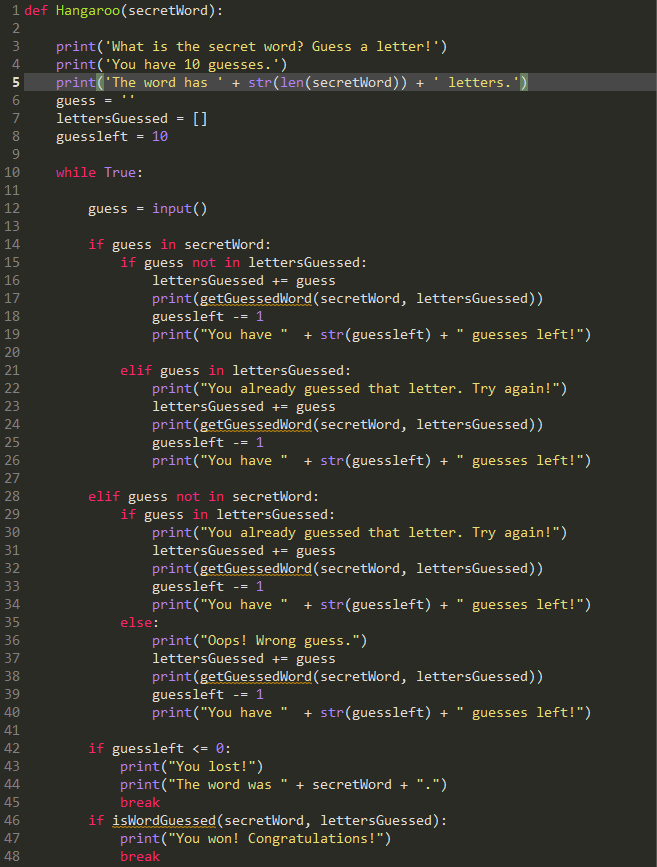 1 def Hangaroo(secretWord):
2
3     print('What is the secret word? Guess a letter!')
4     print('You have 10 guesses.')
5     print('The word has ' + str(len(secretWord)) + ' letters.')
6     guess = ''
7     lettersGuessed = []
8     guessleft = 10
9
10     while True:
11
12         guess = input()
13
14         if guess in secretWord:
15             if guess not in lettersGuessed:
16                 lettersGuessed += guess
17                 print(getGuessedWord(secretWord, lettersGuessed))
18                 guessleft -= 1
19                 print("You have "  + str(guessleft) + " guesses left!")
20
21             elif guess in lettersGuessed:
22                 print("You already guessed that letter. Try again!")
23                 lettersGuessed += guess
24                 print(getGuessedWord(secretWord, lettersGuessed))
25                 guessleft -= 1
26                 print("You have "  + str(guessleft) + " guesses left!")
27
28         elif guess not in secretWord:
29             if guess in lettersGuessed:
30                 print("You already guessed that letter. Try again!")
31                 lettersGuessed += guess
32                 print(getGuessedWord(secretWord, lettersGuessed))
33                 guessleft -= 1
34                 print("You have "  + str(guessleft) + " guesses left!")
35             else:
36                 print("Oops! Wrong guess.")
37                 lettersGuessed += guess
38                 print(getGuessedWord(secretWord, lettersGuessed))
39                 guessleft -= 1
40                 print("You have "  + str(guessleft) + " guesses left!")
41
42         if guessleft <= 0:
43             print("You lost!")
44             print("The word was " + secretWord + ".")
45             break
46         if isWordGuessed(secretWord, lettersGuessed):
47             print("You won! Congratulations!")
48             break